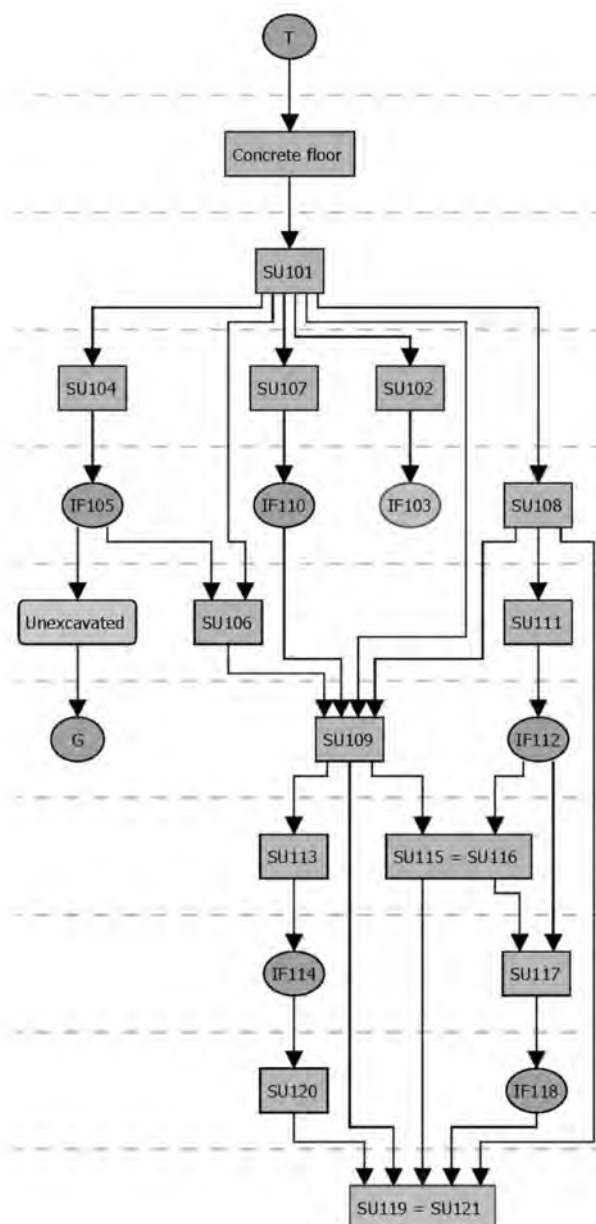 T
Concrete floor
SU101
SU104
SU107
SU102
IF105
IF110
IF103
SU108
Unexcavated
SU106
SU111
G
SU109
IF112
SU113
SU115 = SU116
IF114
SU117
SU120
IF118
SU119 = SU121